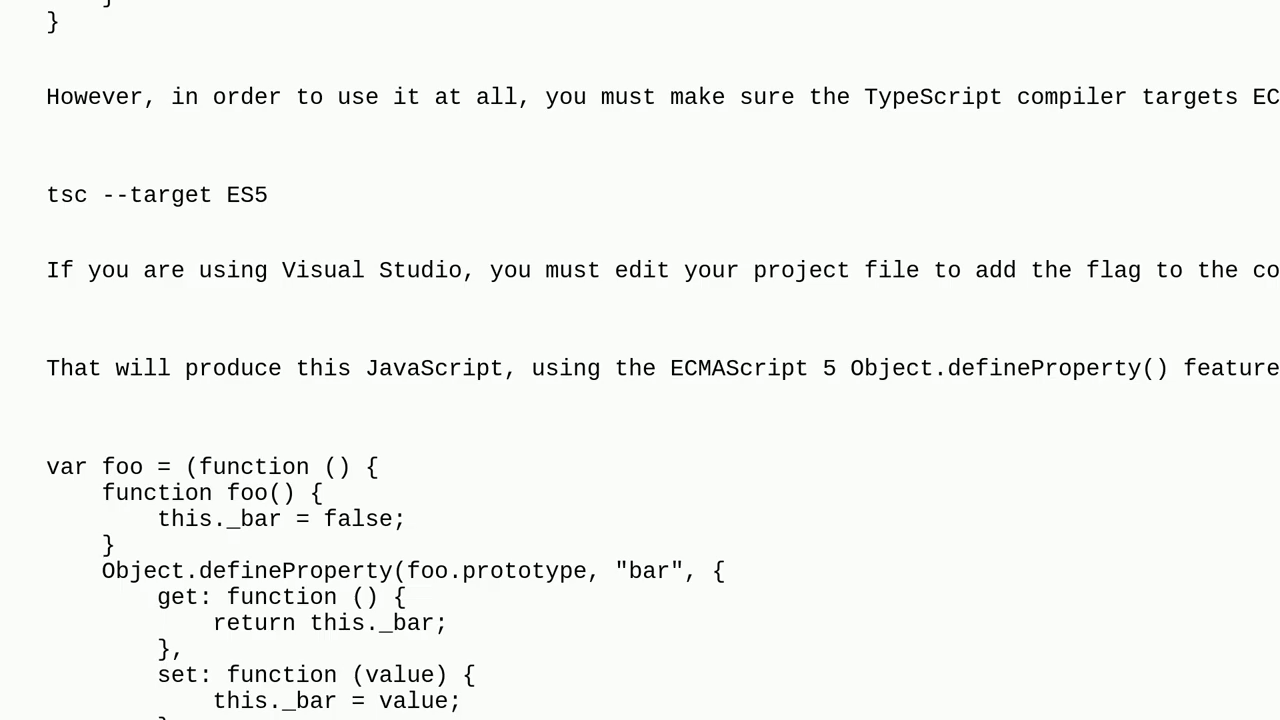 }
However, in order to use it at all, you must make sure the TypeScript compiler targets EC
tsc --target ES5
If you are using Visual Studio, you must edit your project file to add the flag to the co
That will produce this JavaScript, using the ECMAScript 5 Object.defineProperty() feature
var foo = (function () {
    function foo() {
        this._bar = false;
    }
    Object.defineProperty(foo.prototype, "bar", {
        get: function () {
            return this._bar;
        },
        set: function (value) {
            this._bar = value;